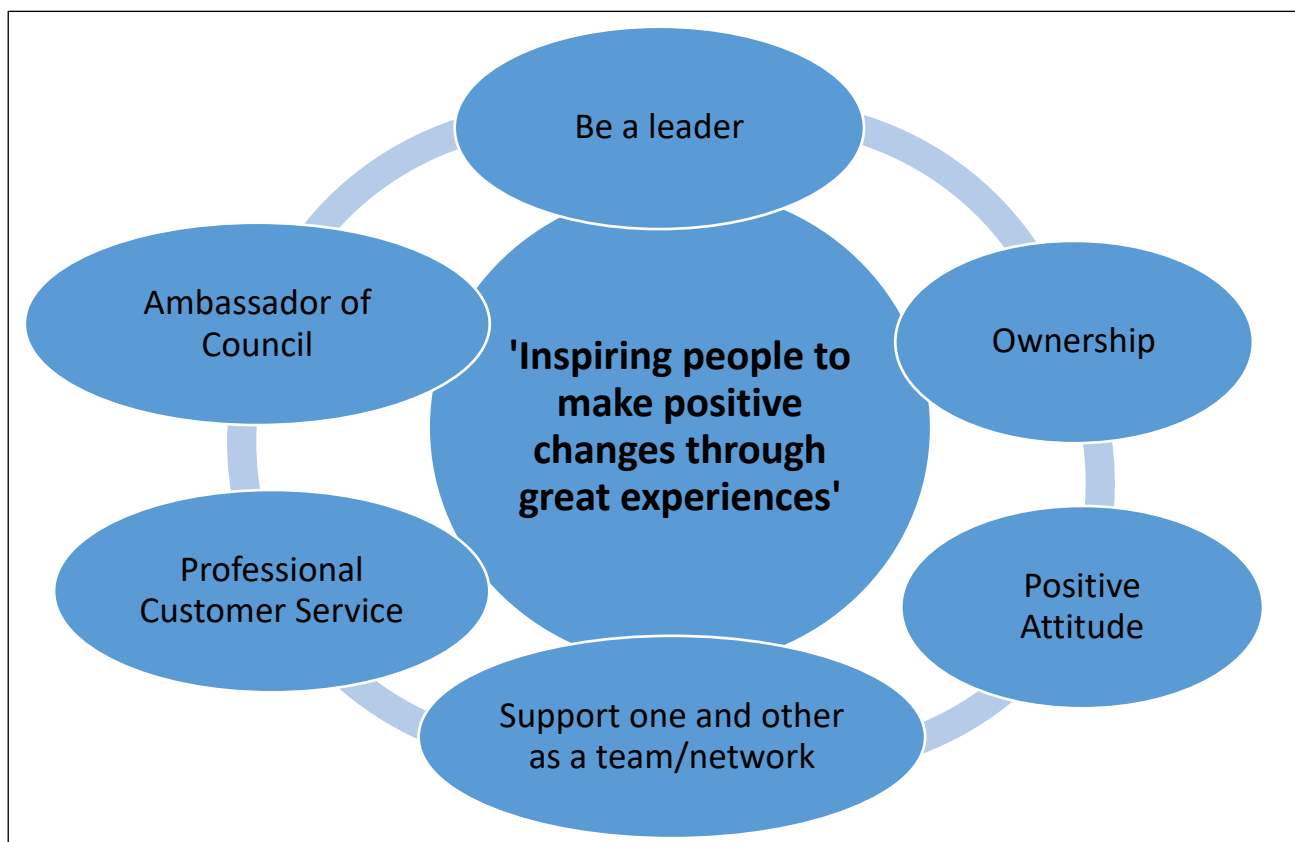 Be a leader
Ambassador of
Council
Ownership
'Inspiring people to
make positive
changes through
great experiences'
Professional
Customer Service
Positive
Attitude
Support one and other
as a team/network